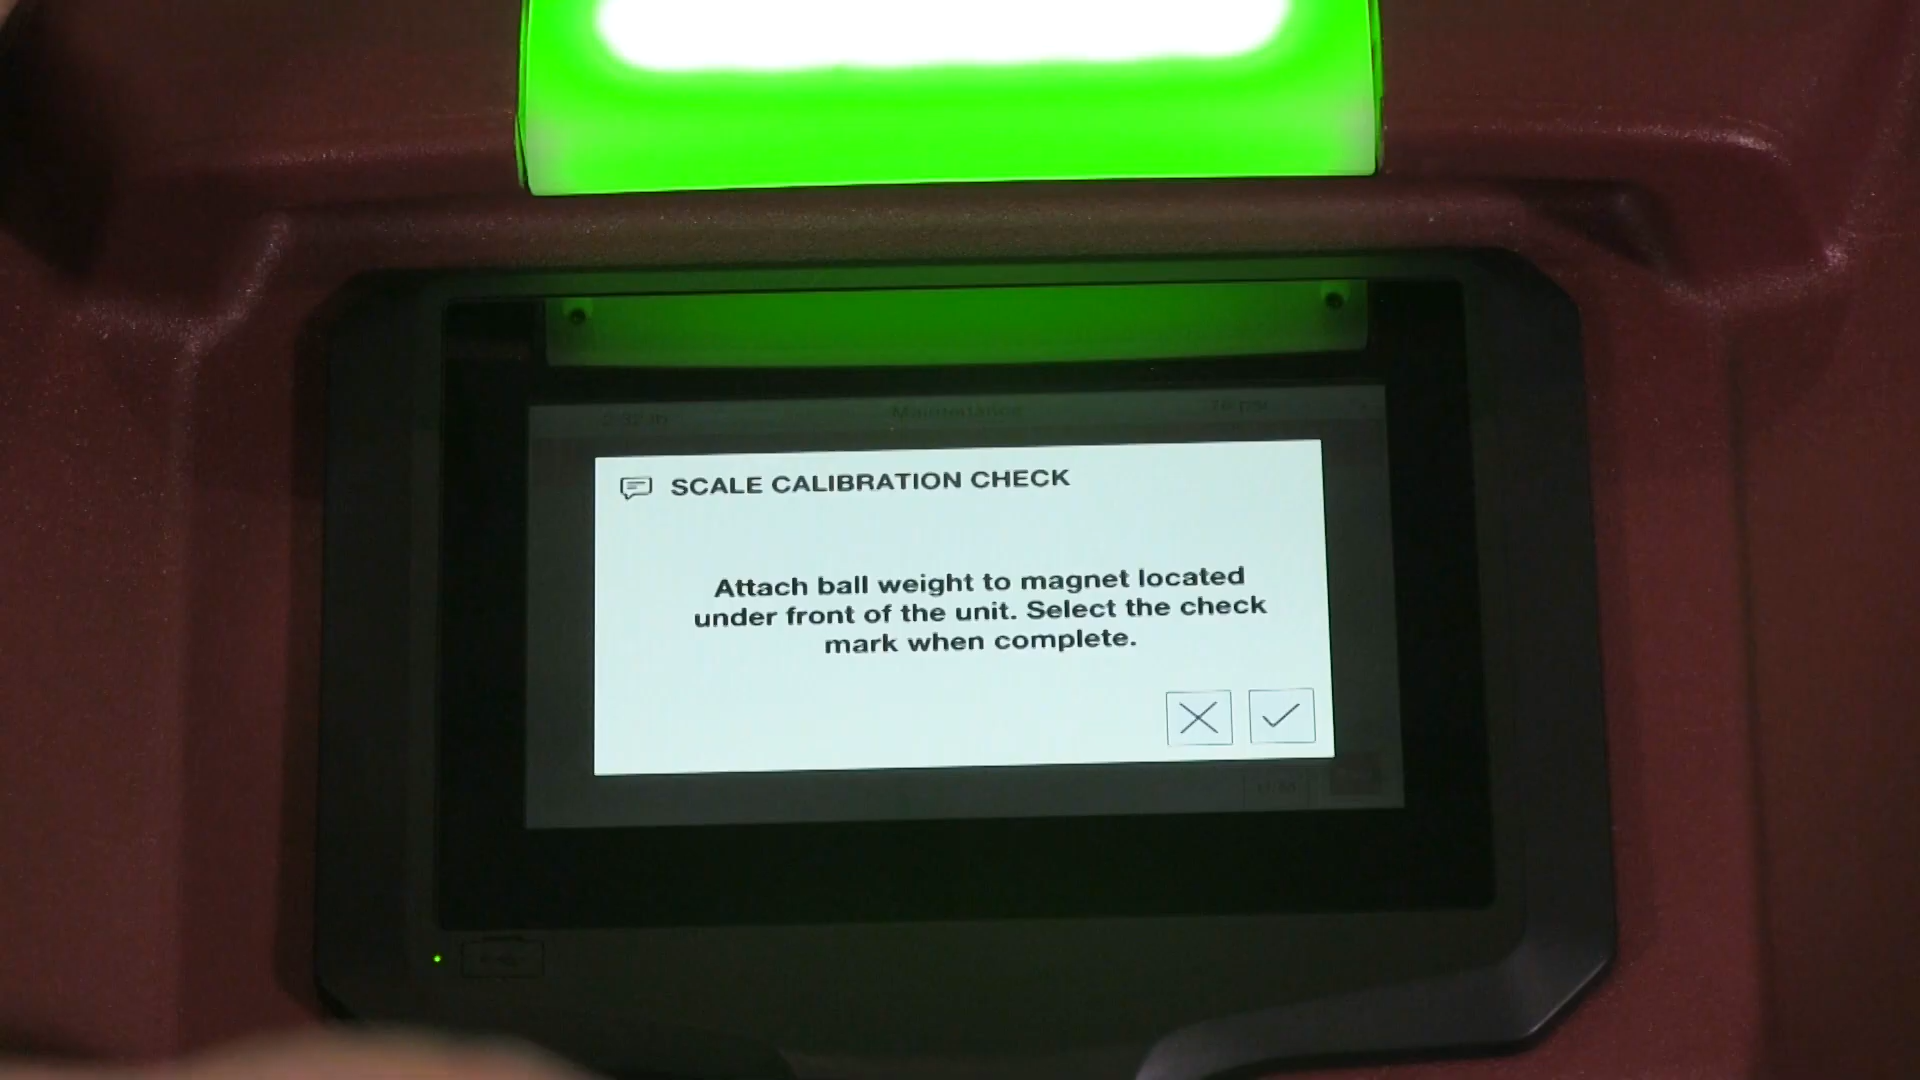 Maintenance
SCALE CALIBRATION CHECK
Attach ball weight to magnet located
under front of the unit. Select the check
mark when complete.